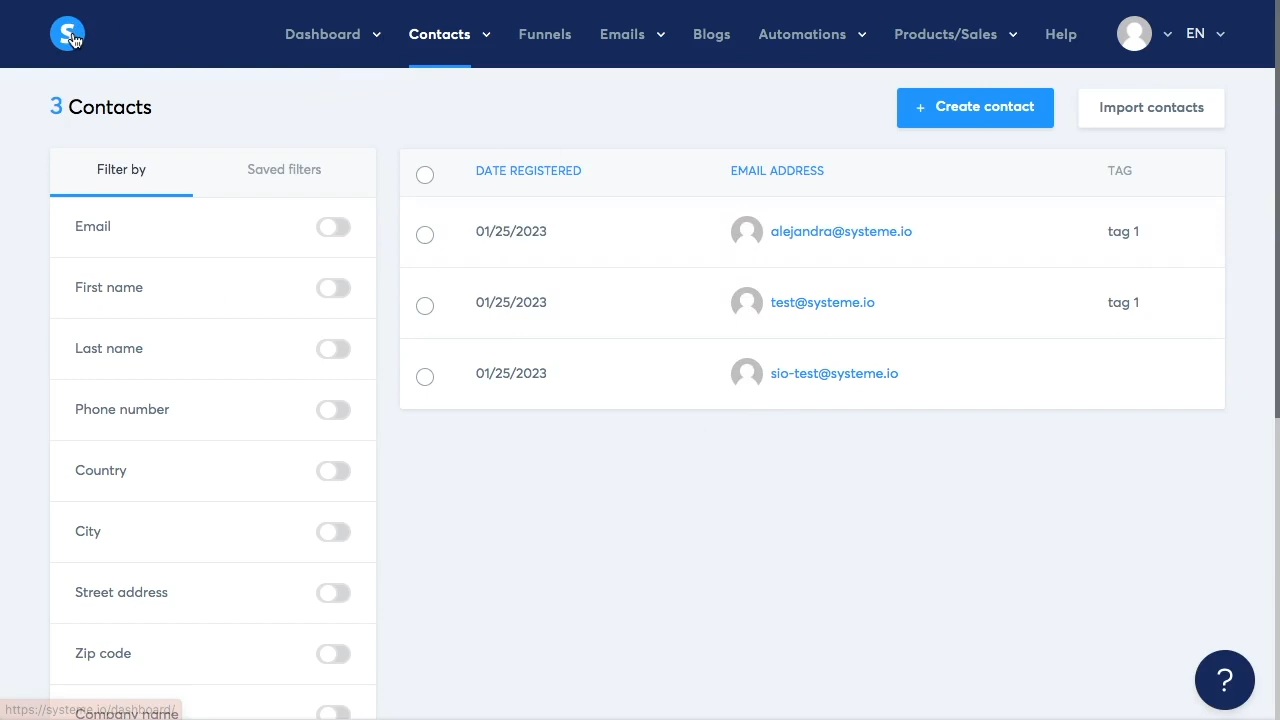 S
Dashboard Contacts Funnels Emails Blogs Automations Products/Sales Help EN
3 Contacts
+ Create contact
Import contacts
Filter by Saved filters
Email
First name
Last name
Phone number
Country
City
Street address
Zip code
Company name
DATE REGISTERED EMAIL ADDRESS TAG
01/25/2023 alejandra@systeme.io tag 1
01/25/2023 test@systeme.io tag 1
01/25/2023 sio-test@systeme.io
?
https://systeme.io/dashboard/